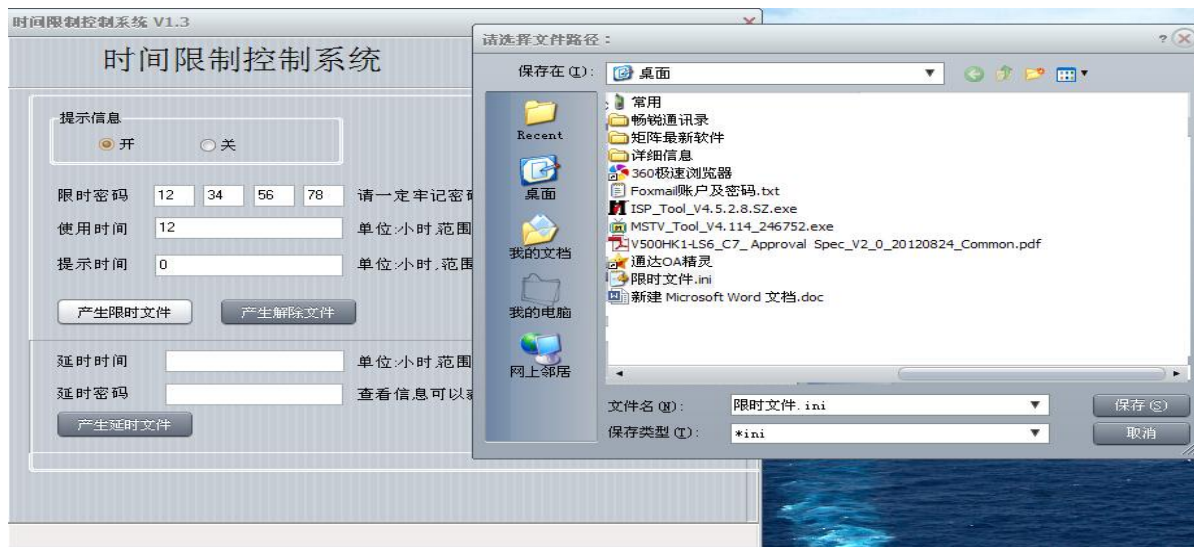 时间限制控制系统 V1.3
时间限制控制系统
提示信息
开
关
限时密码 12 34 56 78 请一定牢记密码
使用时间 12 单位:小时,范围
提示时间 0 单位:小时,范围
产生限时文件 产生解除文件
延时时间 单位:小时,范围
延时密码 查看信息可以
产生延时文件
请选择文件路径:
保存在(I): 桌面
Recent
桌面
我的文档
我的电脑
网上邻居
常用
畅锐通讯录
矩阵最新软件
详细信息
360极速浏览器
Foxmail账户及密码.txt
ISP_Tool_V4.5.2.8.SZ.exe
MSTV_Tool_V4.114_246752.exe
V500HK1-LS6_C7_ Approval Spec_V2_0_20120824_Common.pdf
通达OA精灵
限时文件.ini
新建 Microsoft Word 文档.doc
文件名(N): 限时文件.ini 保存(S)
保存类型(T): *ini 取消